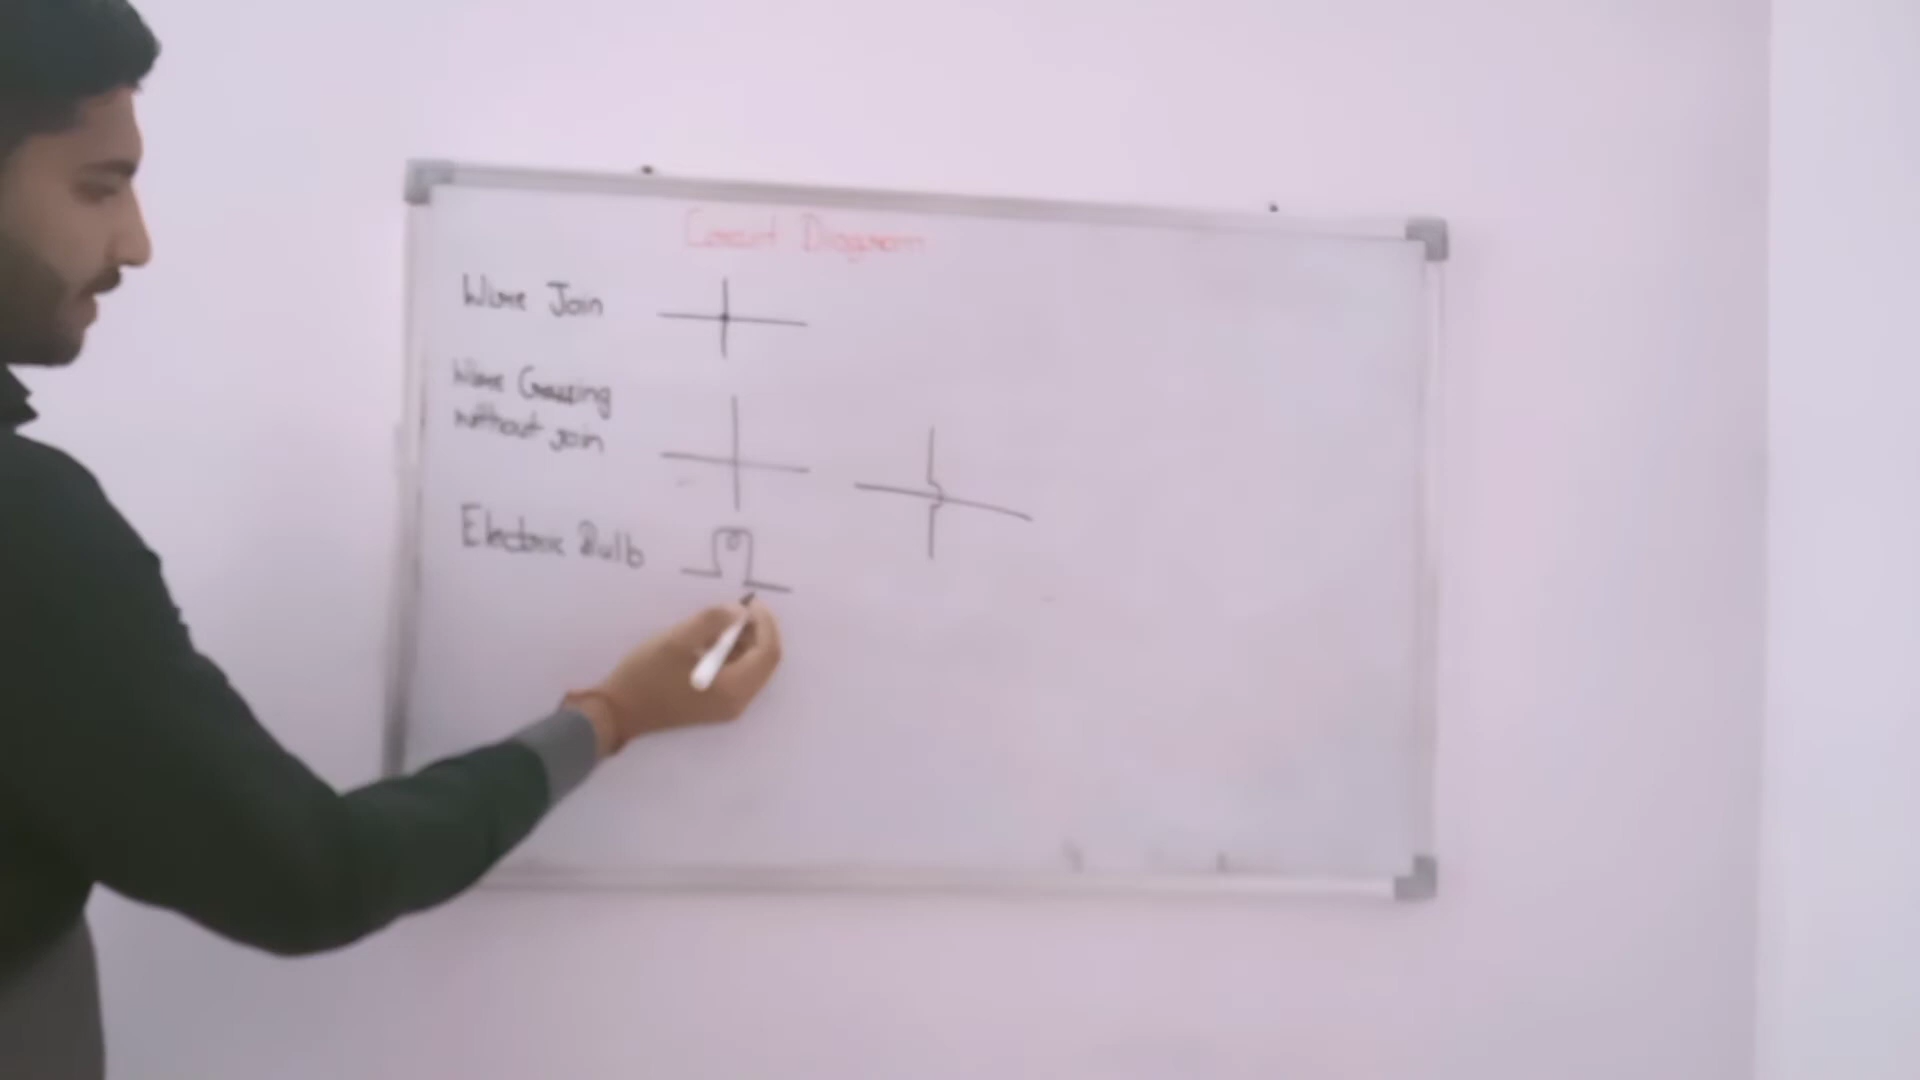 Circuit Diagram
Wire Join
Wire Crossing
without join
Electric Bulb